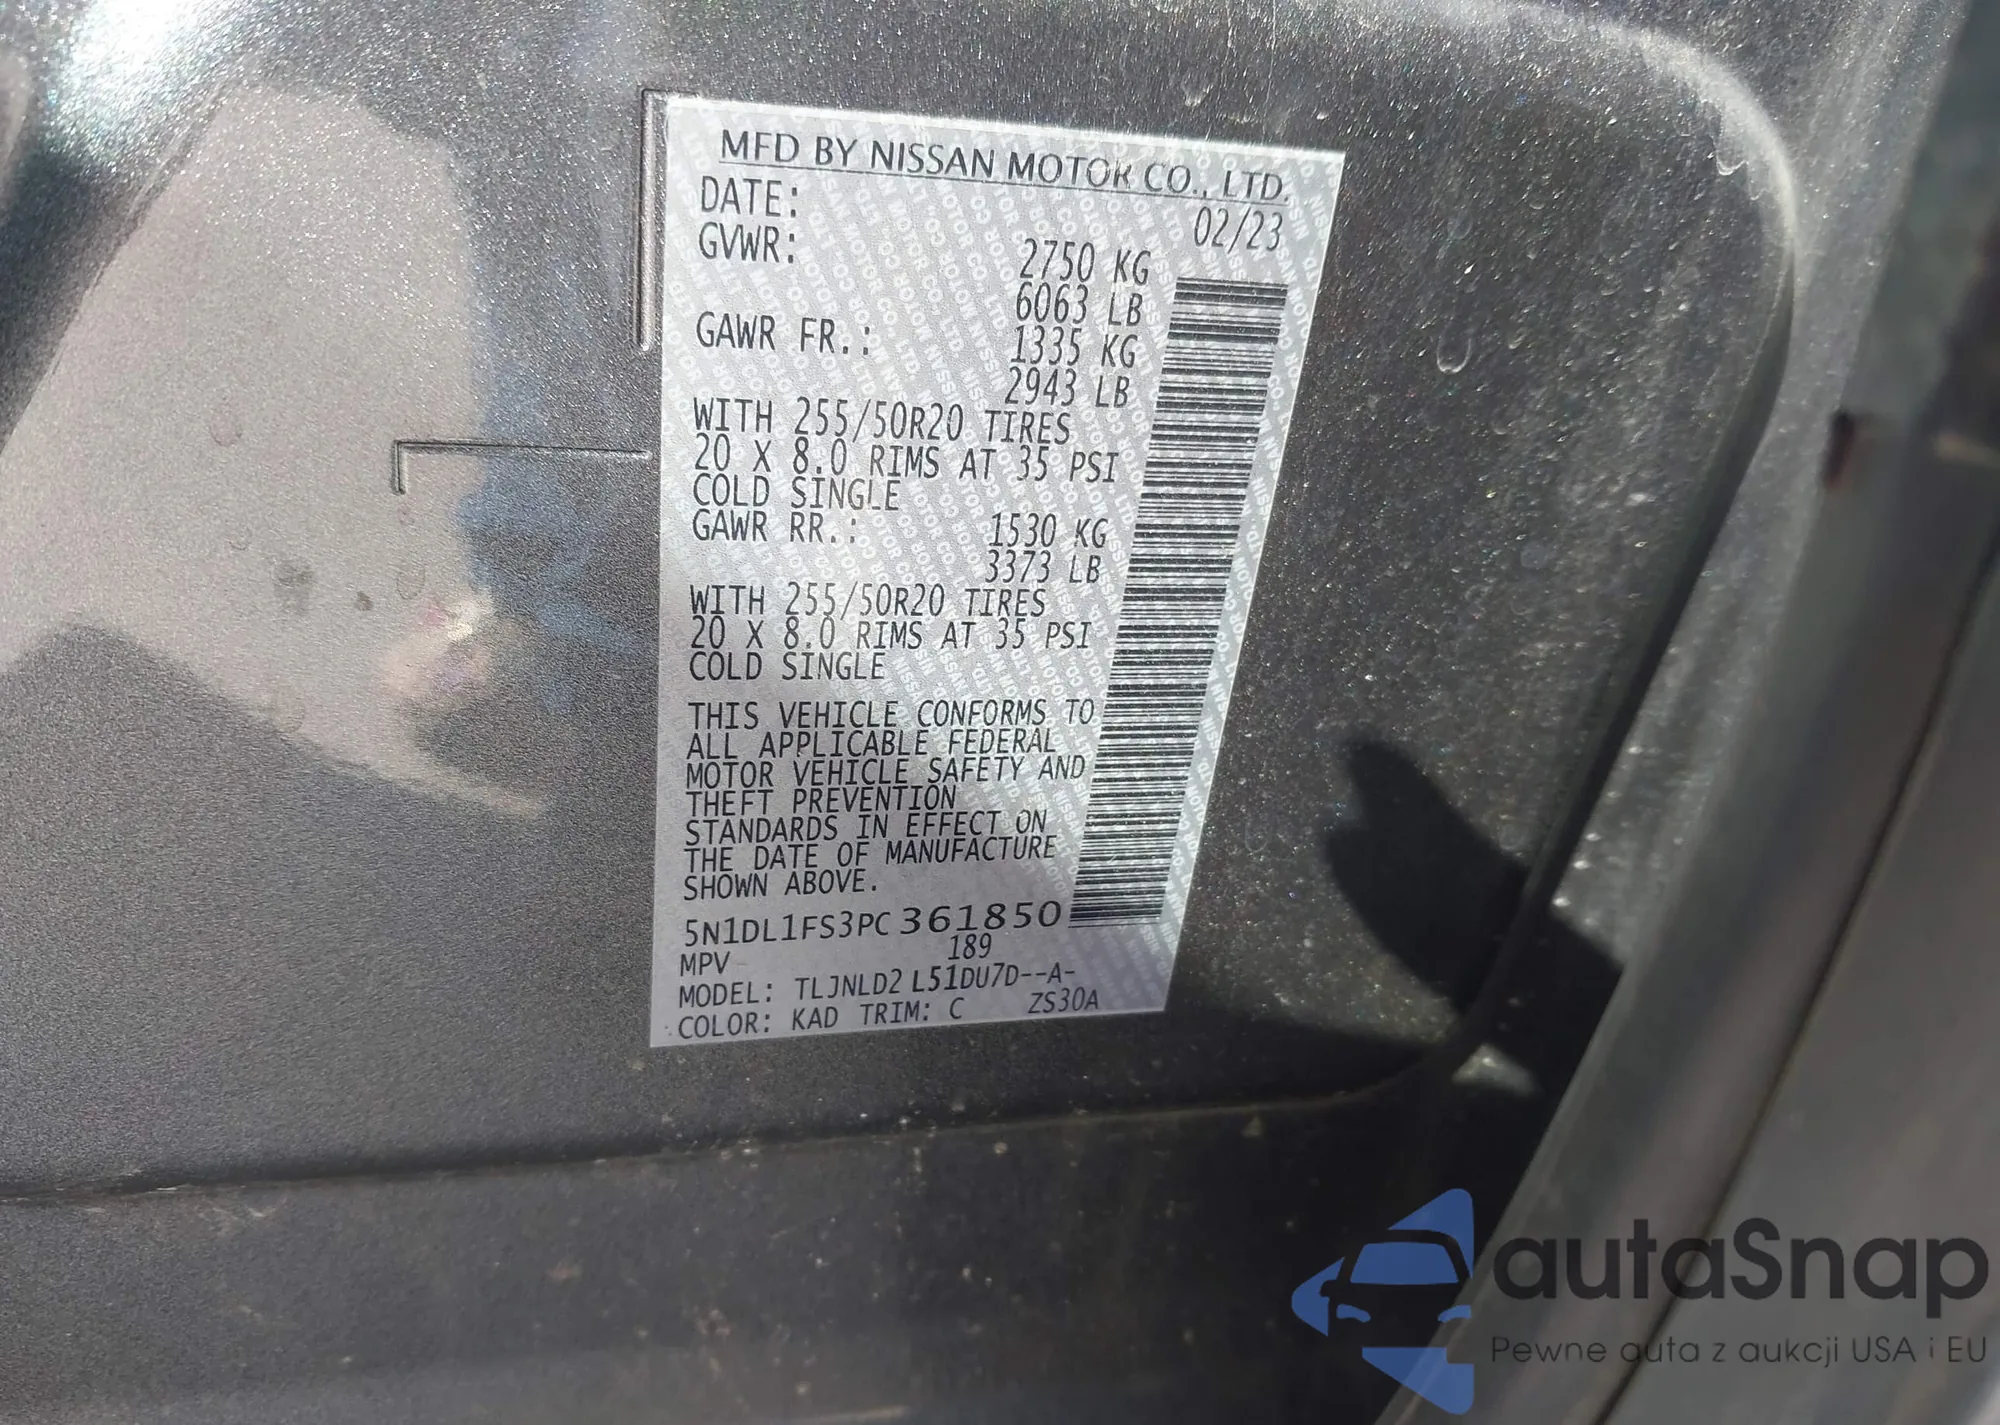 MFD BY NISSAN MOTOR CO., LTD.
DATE: 02/23
GVWR: 2750 KG
6063 LB
GAWR FR.: 1335 KG
2943 LB
WITH 255/50R20 TIRES
20 X 8.0 RIMS AT 35 PSI
COLD SINGLE
GAWR RR.: 1530 KG
3373 LB
WITH 255/50R20 TIRES
20 X 8.0 RIMS AT 35 PSI
COLD SINGLE
THIS VEHICLE CONFORMS TO
ALL APPLICABLE FEDERAL
MOTOR VEHICLE SAFETY AND
THEFT PREVENTION
STANDARDS IN EFFECT ON
THE DATE OF MANUFACTURE
SHOWN ABOVE.
5N1DL1FS3PC361850
MPV 189
MODEL: TLJNLD2 L51DU7D--A-
COLOR: KAD TRIM: C ZS30A
autaSnap
Pewne auta z aukcji USA i EU